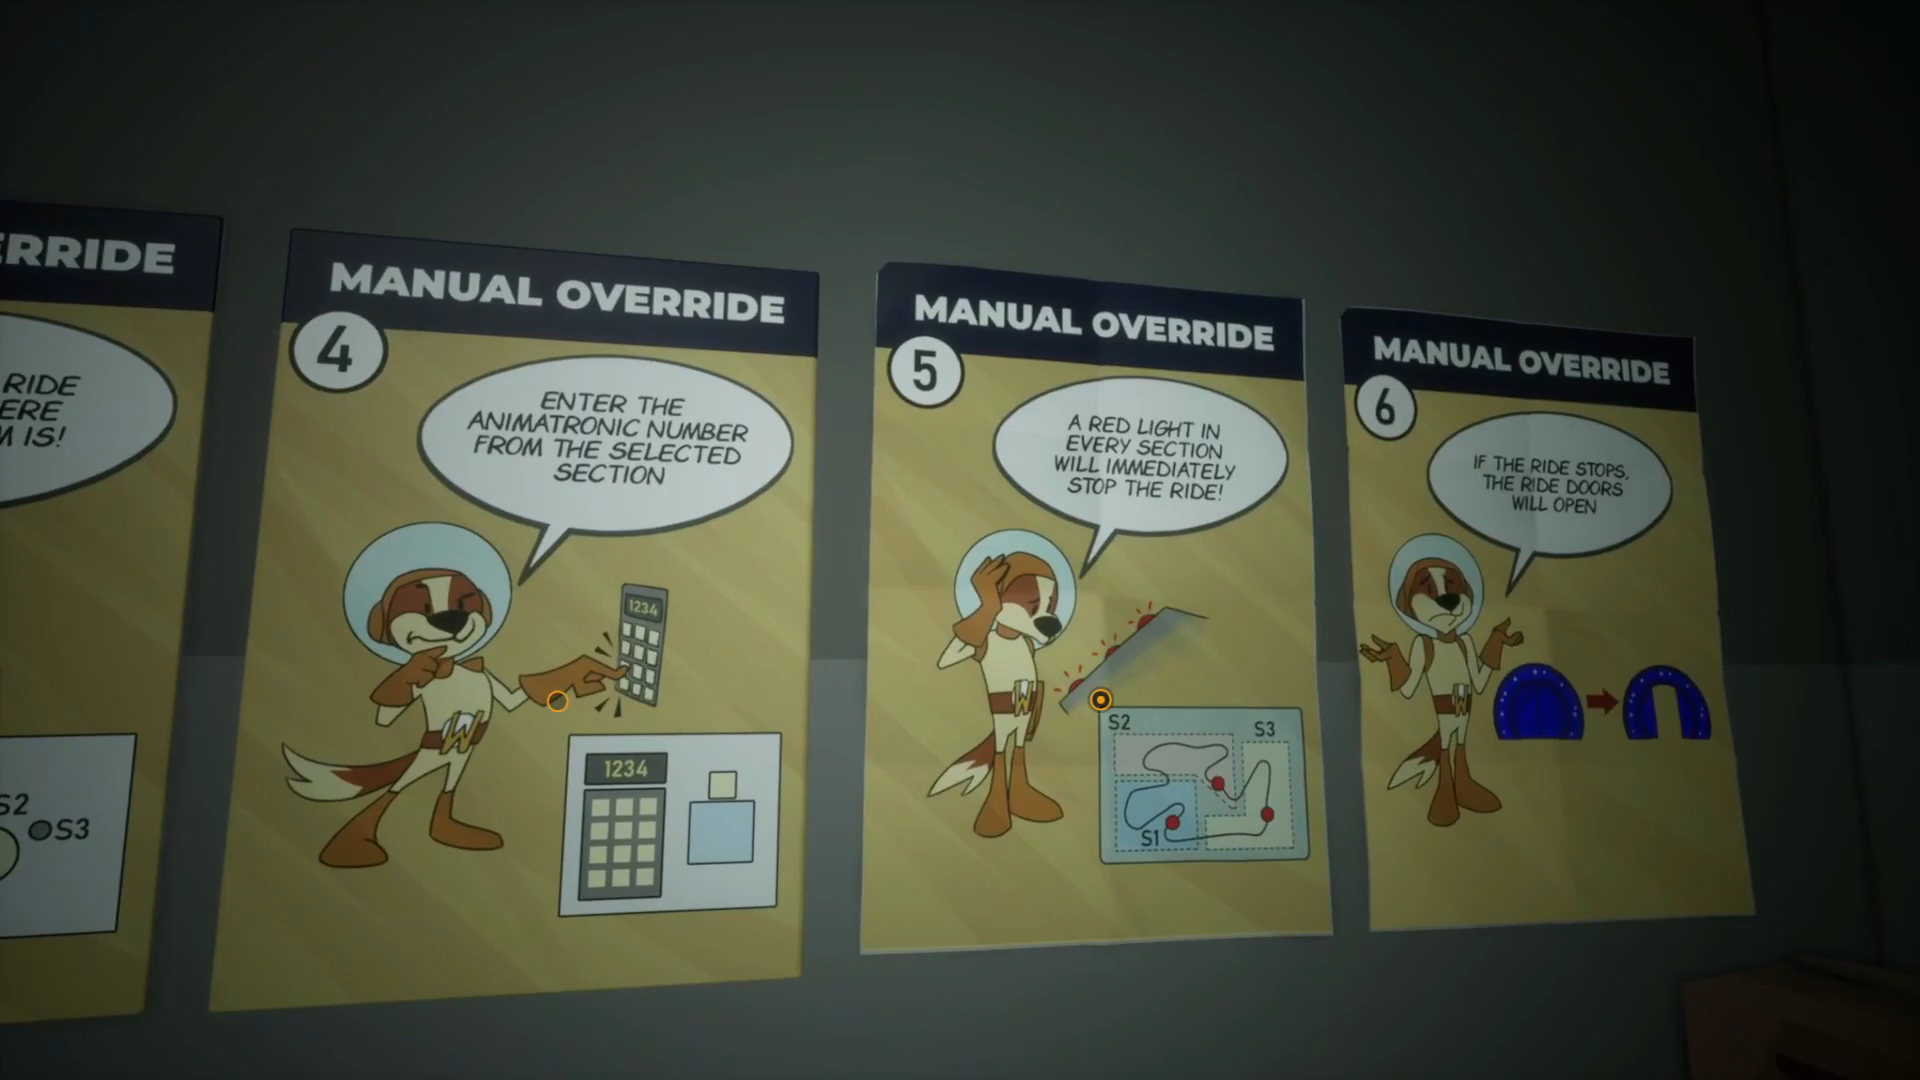 ERRIDE
RIDE
ERE
M IS!
S2
S3
MANUAL OVERRIDE
4
ENTER THE
ANIMATRONIC NUMBER
FROM THE SELECTED
SECTION
1234
W
1234
MANUAL OVERRIDE
5
A RED LIGHT IN
EVERY SECTION
WILL IMMEDIATELY
STOP THE RIDE!
W
S2
S3
S1
MANUAL OVERRIDE
6
IF THE RIDE STOPS,
THE RIDE DOORS
WILL OPEN
W